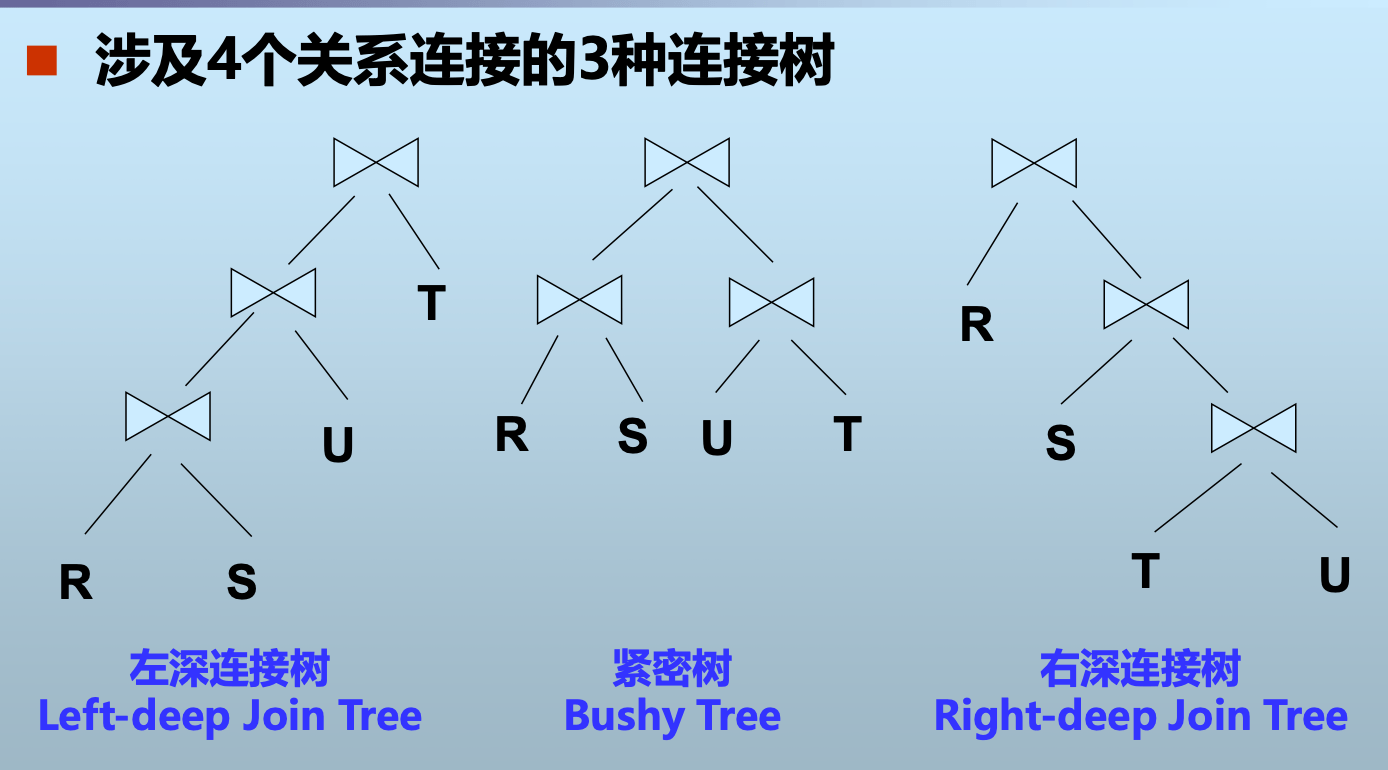 涉及4个关系连接的3种连接树
T
U
R
S
R
S
U
T
R
S
T
U
左深连接树
Left-deep Join Tree
紧密树
Bushy Tree
右深连接树
Right-deep Join Tree